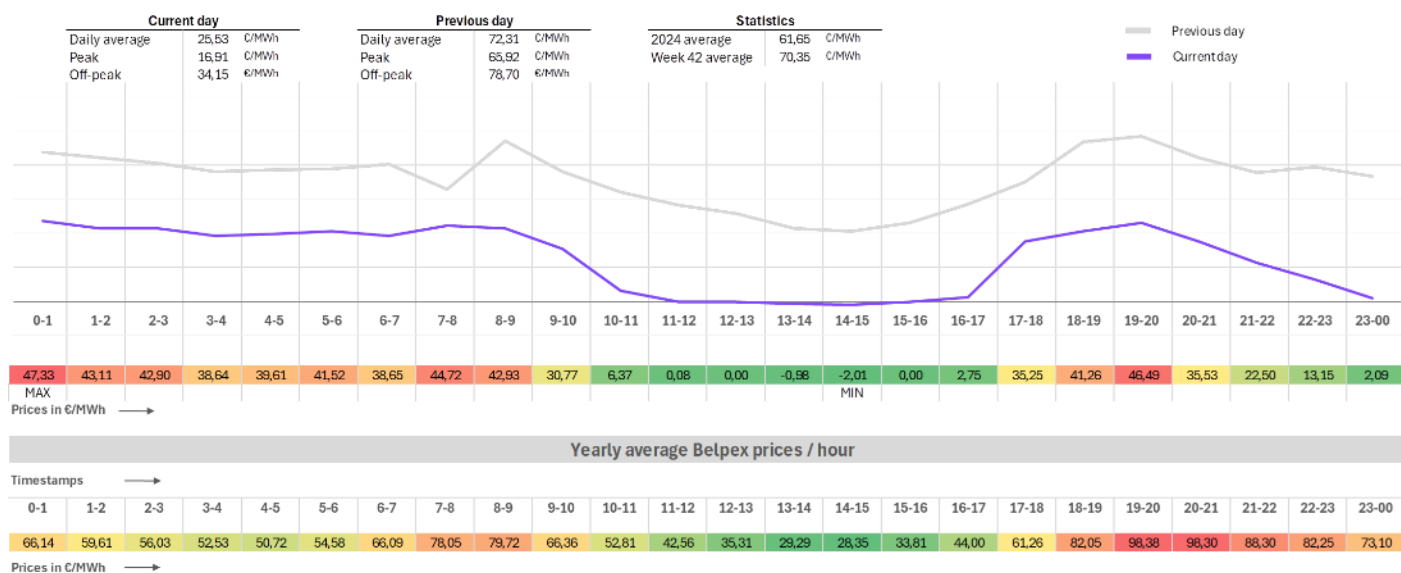 Current day Previous day Statistics
Daily average 25,53 €/MWh Daily average 72,31 €/MWh 2024 average 61,65 €/MWh Previous day
Peak 16,91 €/MWh Peak 65,92 €/MWh Week 42 average 70,35 €/MWh Current day
Off-peak 34,15 €/MWh Off-peak 78,70 €/MWh
0-1 1-2 2-3 3-4 4-5 5-6 6-7 7-8 8-9 9-10 10-11 11-12 12-13 13-14 14-15 15-16 16-17 17-18 18-19 19-20 20-21 21-22 22-23 23-00
47,33 43,11 42,90 38,64 39,61 41,52 38,65 44,72 42,93 30,77 6,37 0,08 0,00 -0,98 -2,01 0,00 2,75 35,25 41,26 46,49 35,53 22,50 13,15 2,09
MAX MIN
Prices in €/MWh
Yearly average Belpex prices / hour
Timestamps
0-1 1-2 2-3 3-4 4-5 5-6 6-7 7-8 8-9 9-10 10-11 11-12 12-13 13-14 14-15 15-16 16-17 17-18 18-19 19-20 20-21 21-22 22-23 23-00
66,14 59,61 56,03 52,53 50,72 54,58 66,09 78,05 79,72 66,36 52,81 42,56 35,31 29,29 28,35 33,81 44,00 61,26 82,05 98,38 98,30 88,30 82,25 73,10
Prices in €/MWh